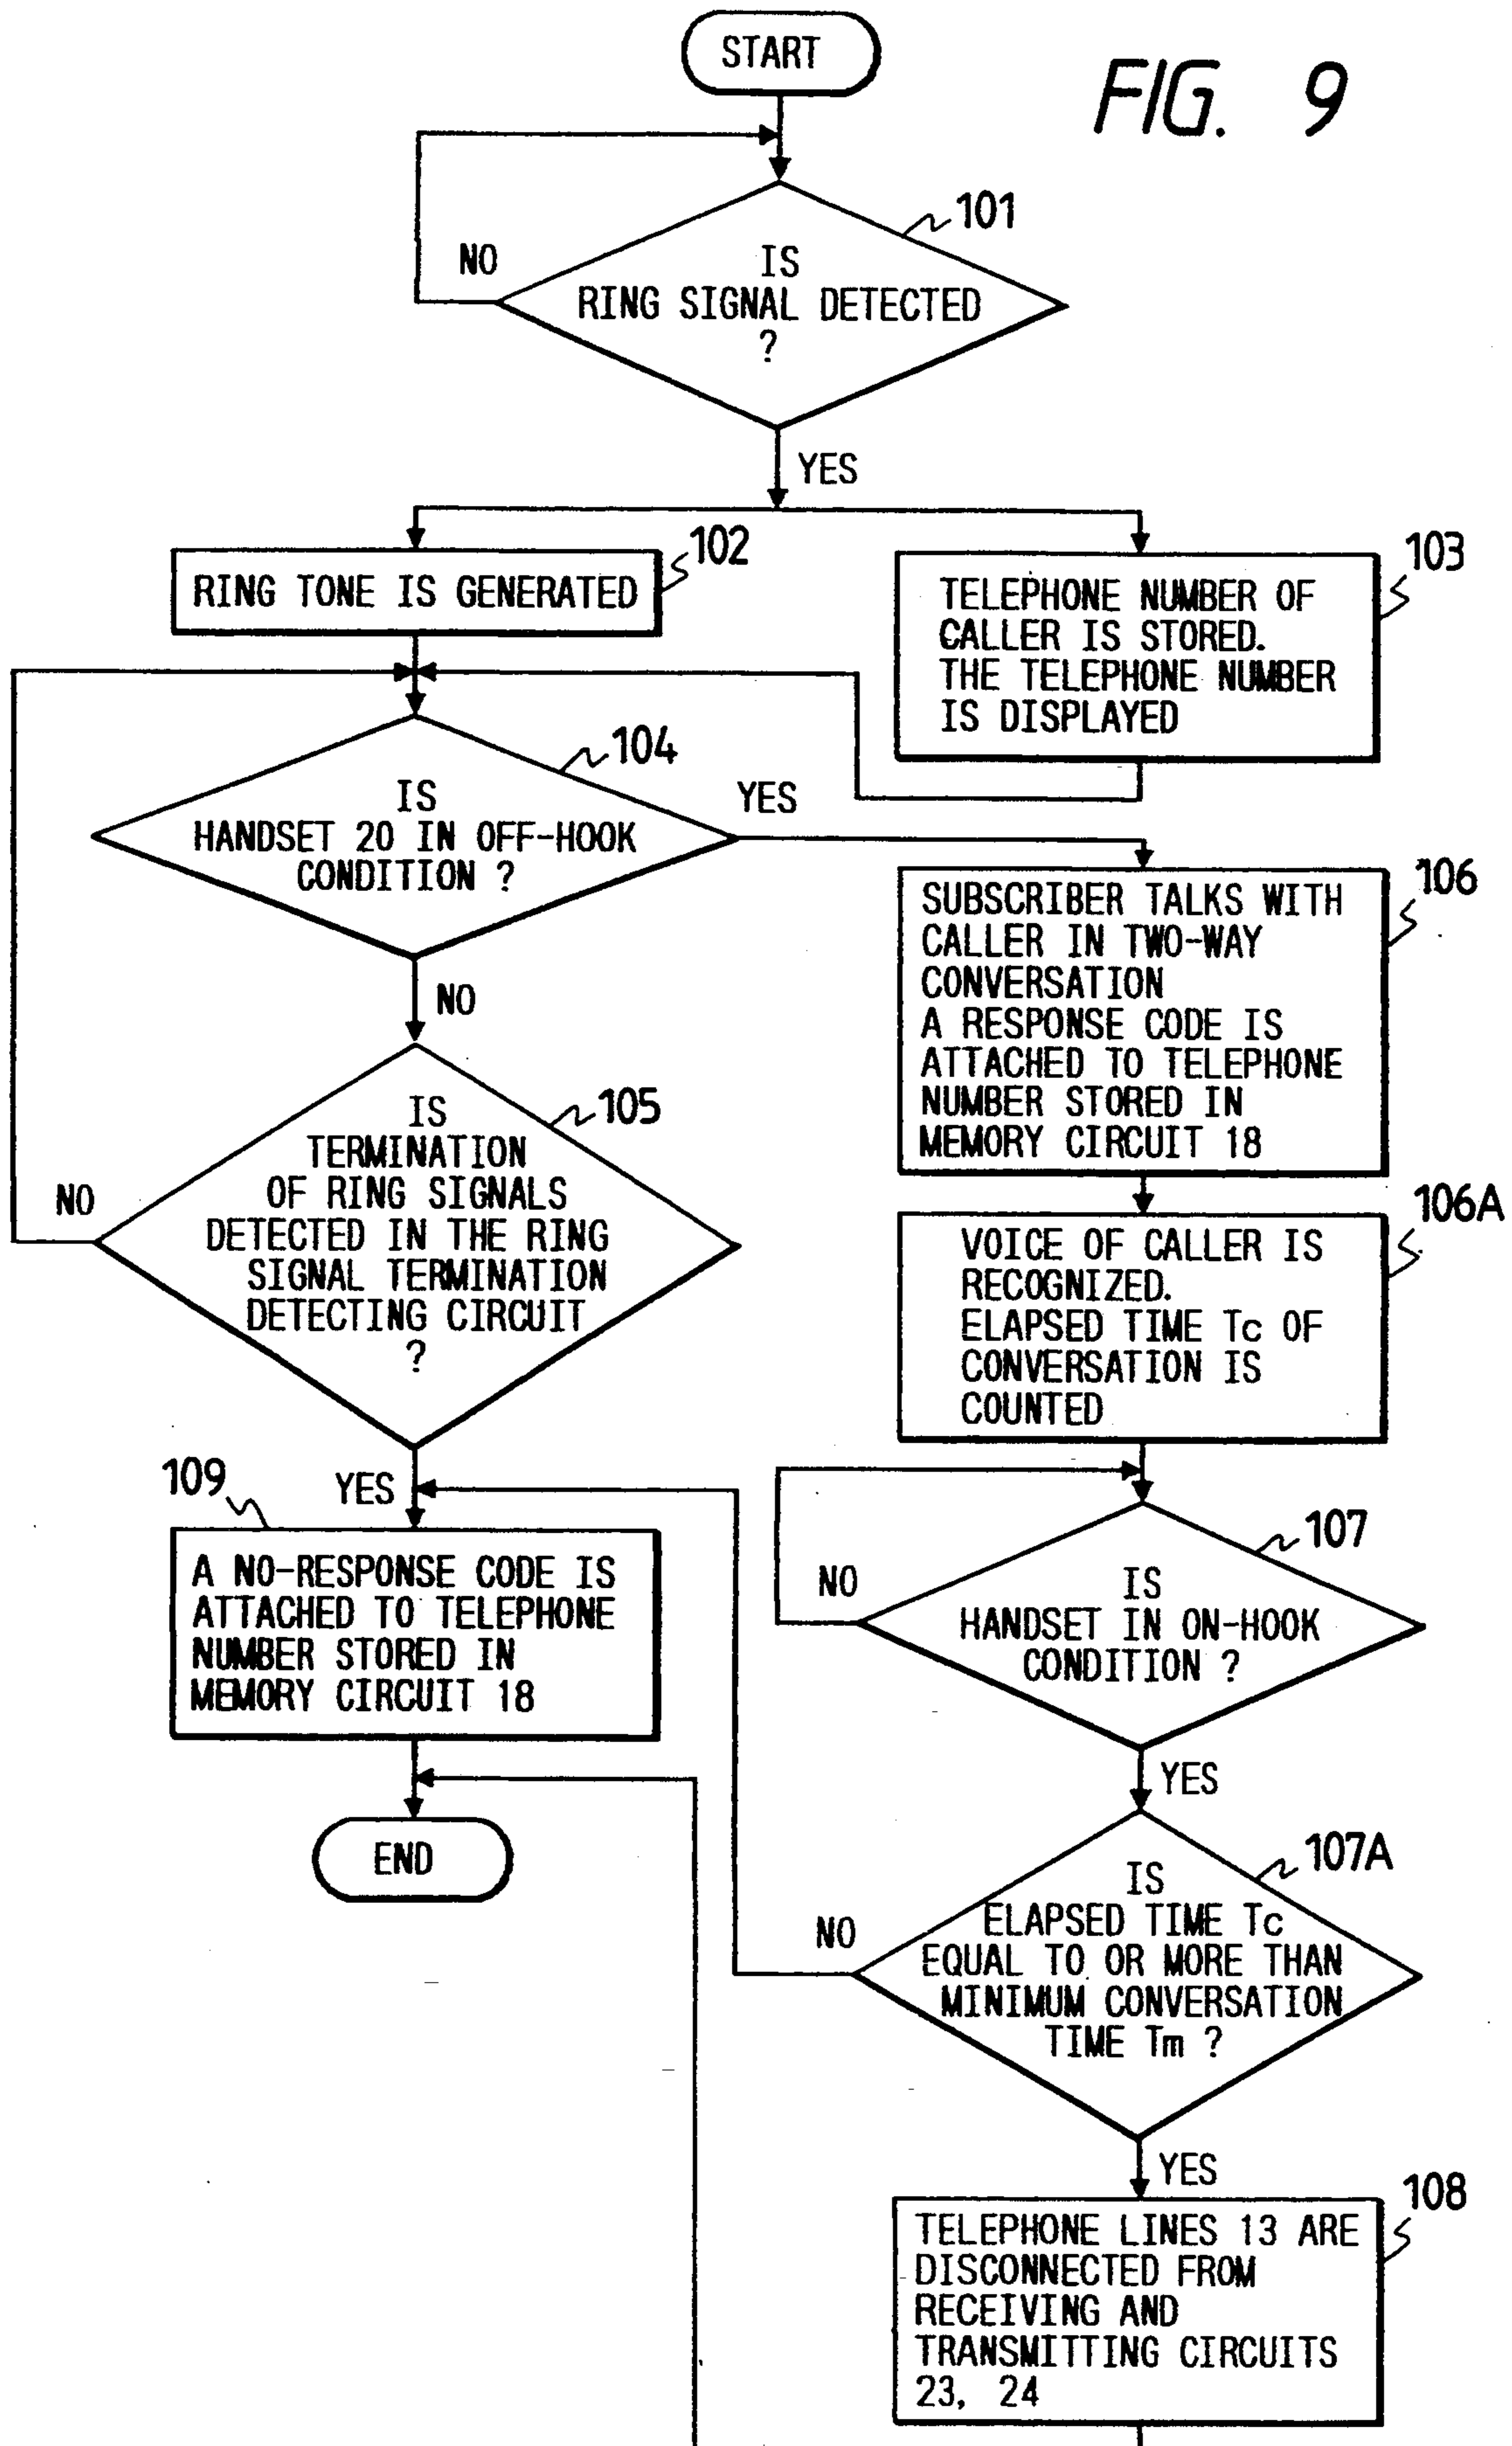 START
FIG. 9
101
NO
IS
RING SIGNAL DETECTED
?
YES
102
RING TONE IS GENERATED
103
TELEPHONE NUMBER OF
CALLER IS STORED.
THE TELEPHONE NUMBER
IS DISPLAYED
104
IS
HANDSET 20 IN OFF-HOOK
CONDITION ?
YES
NO
106
SUBSCRIBER TALKS WITH
CALLER IN TWO-WAY
CONVERSATION
A RESPONSE CODE IS
ATTACHED TO TELEPHONE
NUMBER STORED IN
MEMORY CIRCUIT 18
105
IS
TERMINATION
OF RING SIGNALS
DETECTED IN THE RING
SIGNAL TERMINATION
DETECTING CIRCUIT
?
NO
YES
106A
VOICE OF CALLER IS
RECOGNIZED.
ELAPSED TIME Tc OF
CONVERSATION IS
COUNTED
109
A NO-RESPONSE CODE IS
ATTACHED TO TELEPHONE
NUMBER STORED IN
MEMORY CIRCUIT 18
107
NO
IS
HANDSET IN ON-HOOK
CONDITION ?
YES
END
107A
NO
IS
ELAPSED TIME Tc
EQUAL TO OR MORE THAN
MINIMUM CONVERSATION
TIME Tm ?
YES
108
TELEPHONE LINES 13 ARE
DISCONNECTED FROM
RECEIVING AND
TRANSMITTING CIRCUITS
23, 24